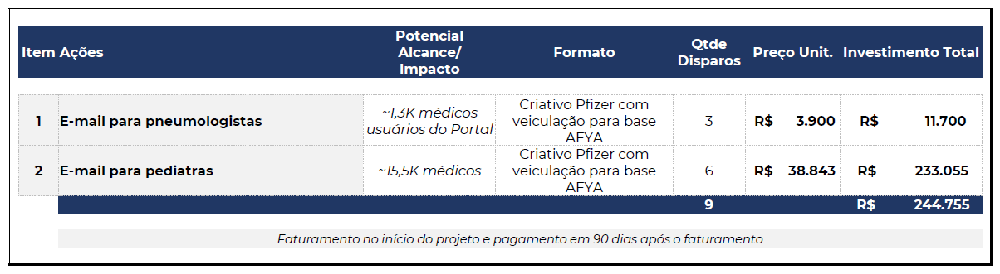 Item Ações
Potencial
Alcance/
Impacto
Formato
Qtde
Disparos
Preço Unit.
Investimento Total
1
E-mail para pneumologistas
~1,3K médicos
usuários do Portal
Criativo Pfizer com
veiculação para base
AFYA
3
R$ 3.900
R$ 11.700
2
E-mail para pediatras
~15,5K médicos
Criativo Pfizer com
veiculação para base
AFYA
6
R$ 38.843
R$ 233.055
9
R$ 244.755
Faturamento no início do projeto e pagamento em 90 dias após o faturamento